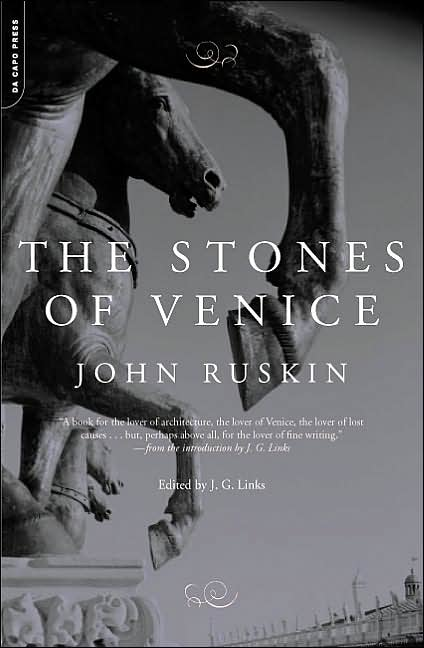 DA CAPO PRESS
THE STONES
OF VENICE
JOHN RUSKIN
"A book for the lover of architecture, the lover of Venice, the lover of lost
causes . . . but, perhaps above all, for the lover of fine writing."
—from the introduction by J. G. Links
Edited by J. G. Links